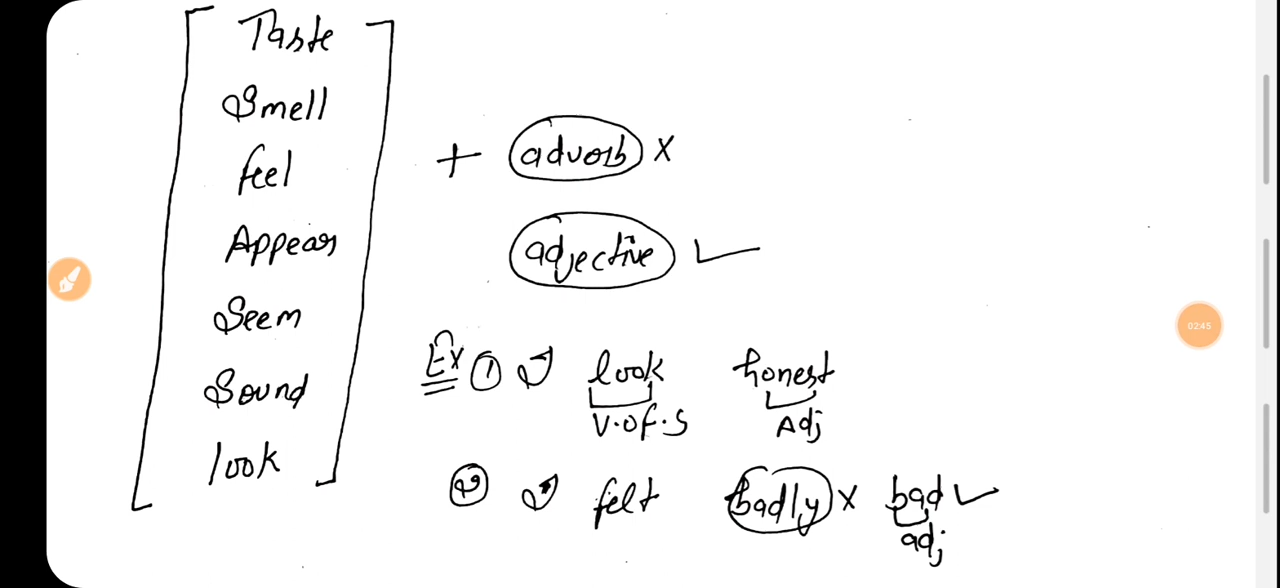 Taste
Smell
feel
Appear
Seem
Sound
look
+ adverb ×
adjective ✓
Ex ① I look honest
V.of.S Adj
② I felt badly × bad ✓
adj
02:45